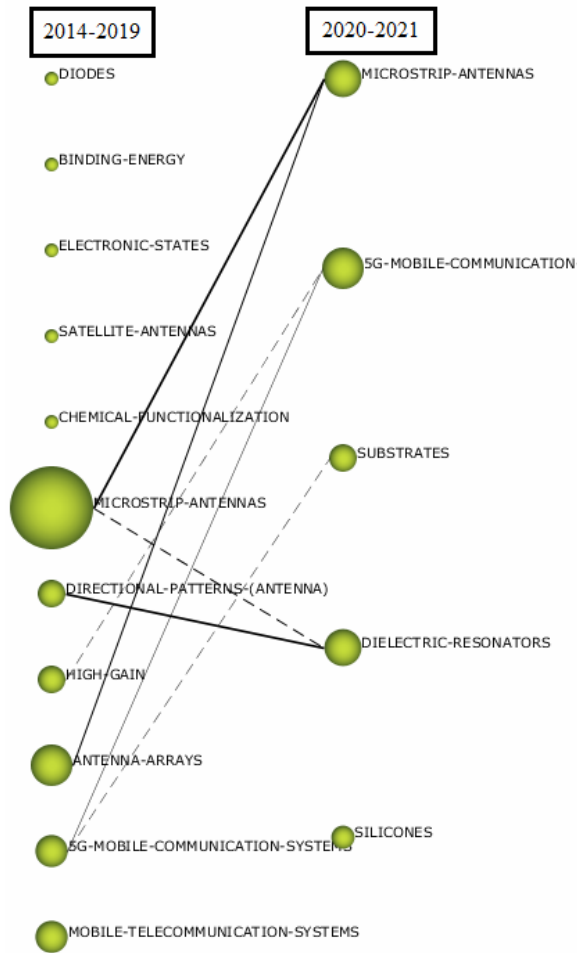 2014-2019
2020-2021
DIODES
MICROSTRIP-ANTENNAS
BINDING-ENERGY
ELECTRONIC-STATES
5G-MOBILE-COMMUNICATION-
SATELLITE-ANTENNAS
CHEMICAL-FUNCTIONALIZATION
SUBSTRATES
MICROSTRIP-ANTENNAS
DIRECTIONAL-PATTERNS-(ANTENNA)
DIELECTRIC-RESONATORS
HIGH-GAIN
ANTENNA-ARRAYS
SILICONES
5G-MOBILE-COMMUNICATION-SYSTEMS
MOBILE-TELECOMMUNICATION-SYSTEMS